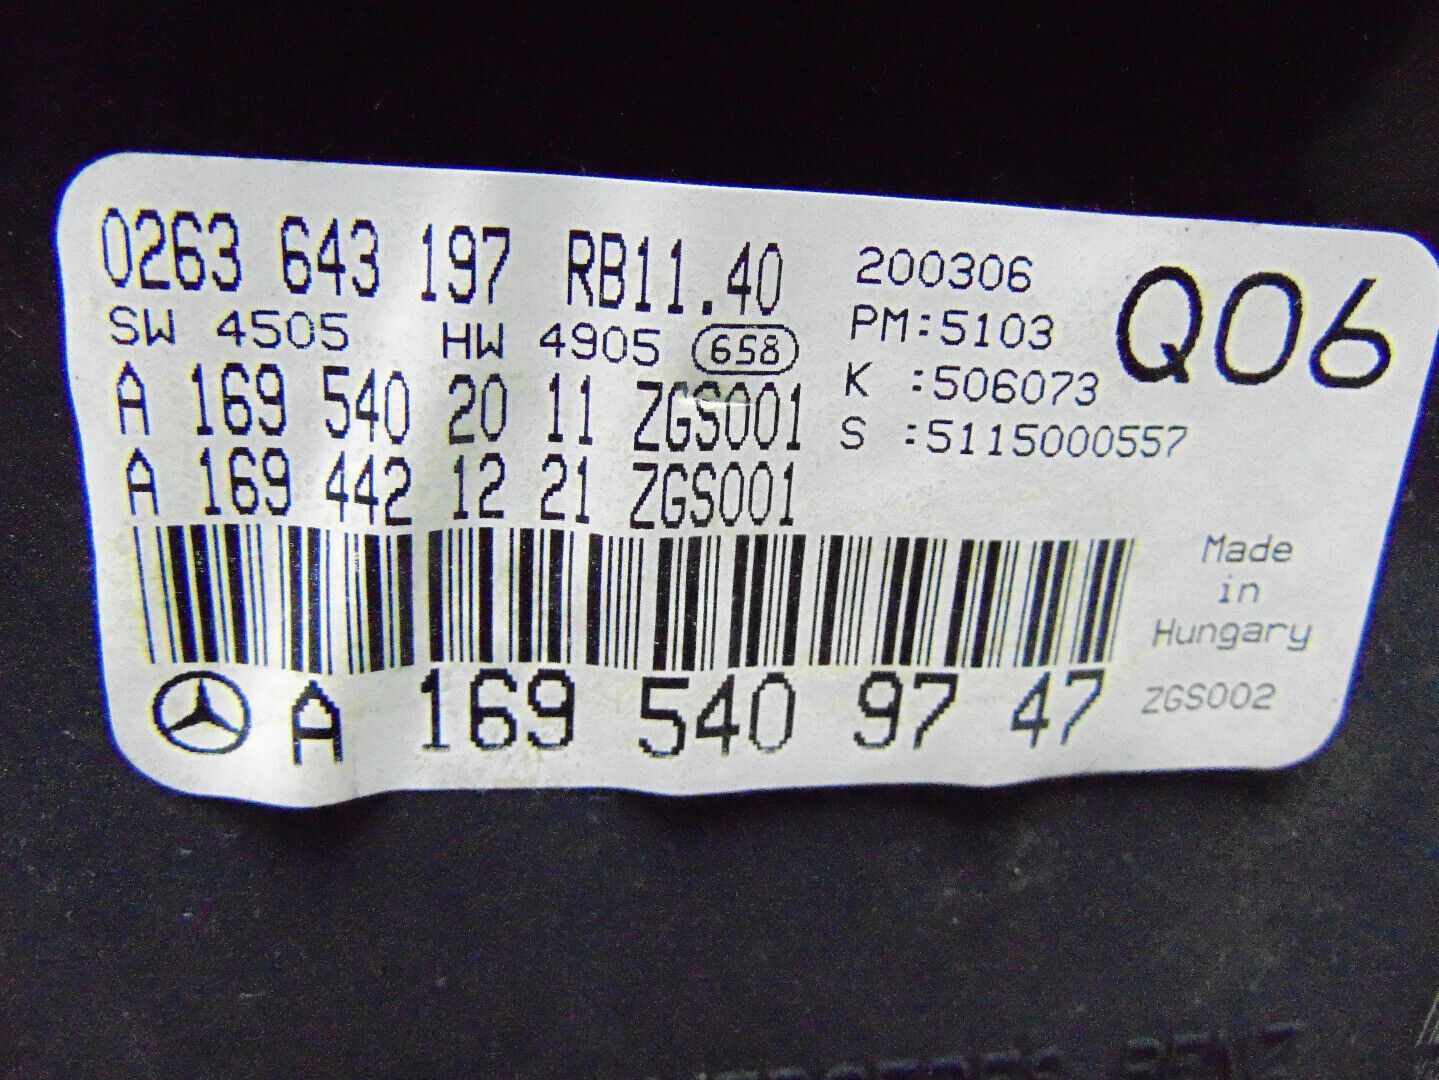 0263 643 197 RB11.40
SW 4505 HW 4905 658
A 169 540 20 11 ZGS001
A 169 442 12 21 ZGS001
200306
PM:5103
K :506073
S :5115000557
Q06
Made
in
Hungary
A 169 540 97 47
ZGS002